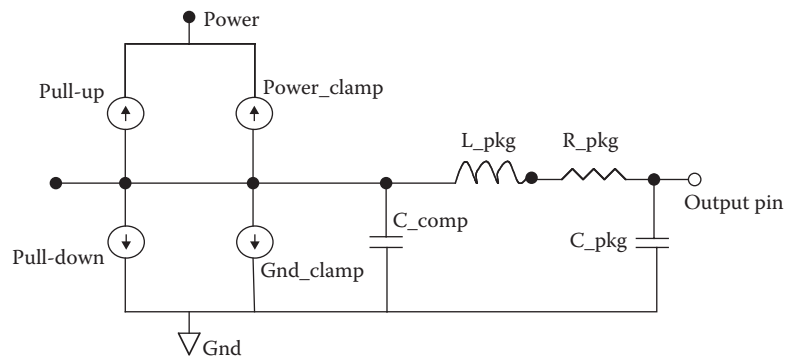 Power
Pull-up
Power_clamp
L_pkg
R_pkg
Output pin
C_comp
C_pkg
Pull-down
Gnd_clamp
Gnd